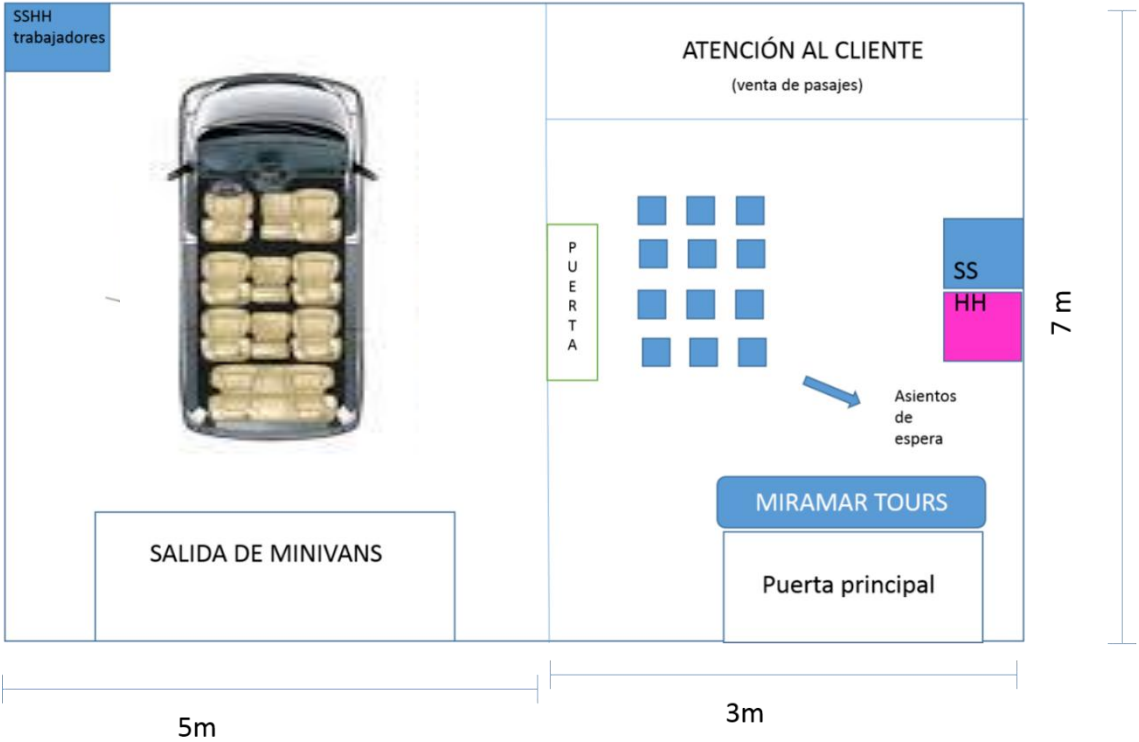 SSHH
trabajadores
ATENCIÓN AL CLIENTE
(venta de pasajes)
P
U
E
R
T
A
SS
HH
7 m
Asientos
de
espera
MIRAMAR TOURS
SALIDA DE MINIVANS
Puerta principal
5m
3m